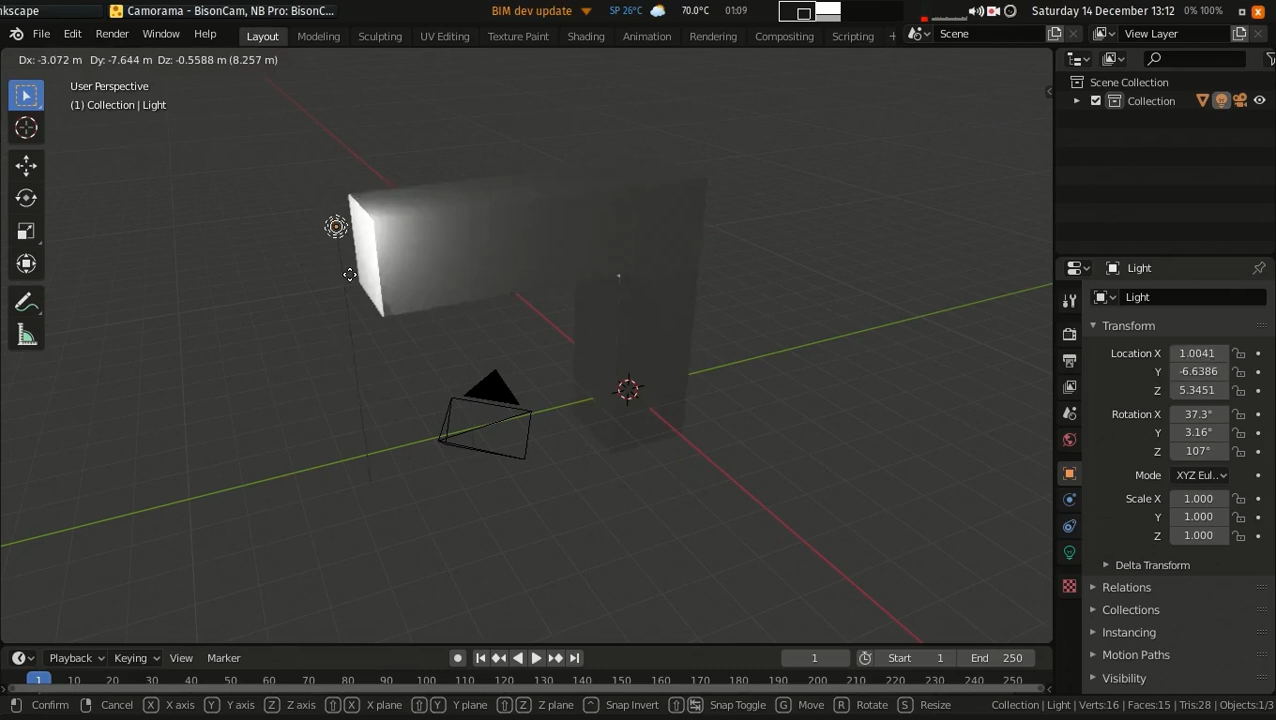 nkscape
Camorama - BisonCam, NB Pro: BisonC...
BIM dev update
SP 26°C
70.0°C
01:09
Saturday 14 December 13:12
0% 100%
File Edit Render Window Help
Layout Modeling Sculpting UV Editing Texture Paint Shading Animation Rendering Compositing Scripting +
Scene
View Layer
Dx: -3.072 m Dy: -7.644 m Dz: -0.5588 m (8.257 m)
User Perspective
(1) Collection | Light
Scene Collection
Collection
Light
Light
Transform
Location X 1.0041
Y -6.6386
Z 5.3451
Rotation X 37.3°
Y 3.16°
Z 107°
Mode XYZ Eul..
Scale X 1.000
Y 1.000
Z 1.000
Delta Transform
Relations
Collections
Instancing
Motion Paths
Visibility
Playback Keying View Marker
1
Start 1
End 250
1 10 20 30 40 50 60 70 80 90 100 110 120 130 140 150 160 170 180 190 200 210 220 230 240 250
Confirm Cancel X X axis Y Y axis Z Z axis X X plane Y Y plane Z Z plane Snap Invert Snap Toggle G Move R Rotate S Resize Collection | Light | Verts:16 | Faces:15 | Tris:28 | Objects:1/3